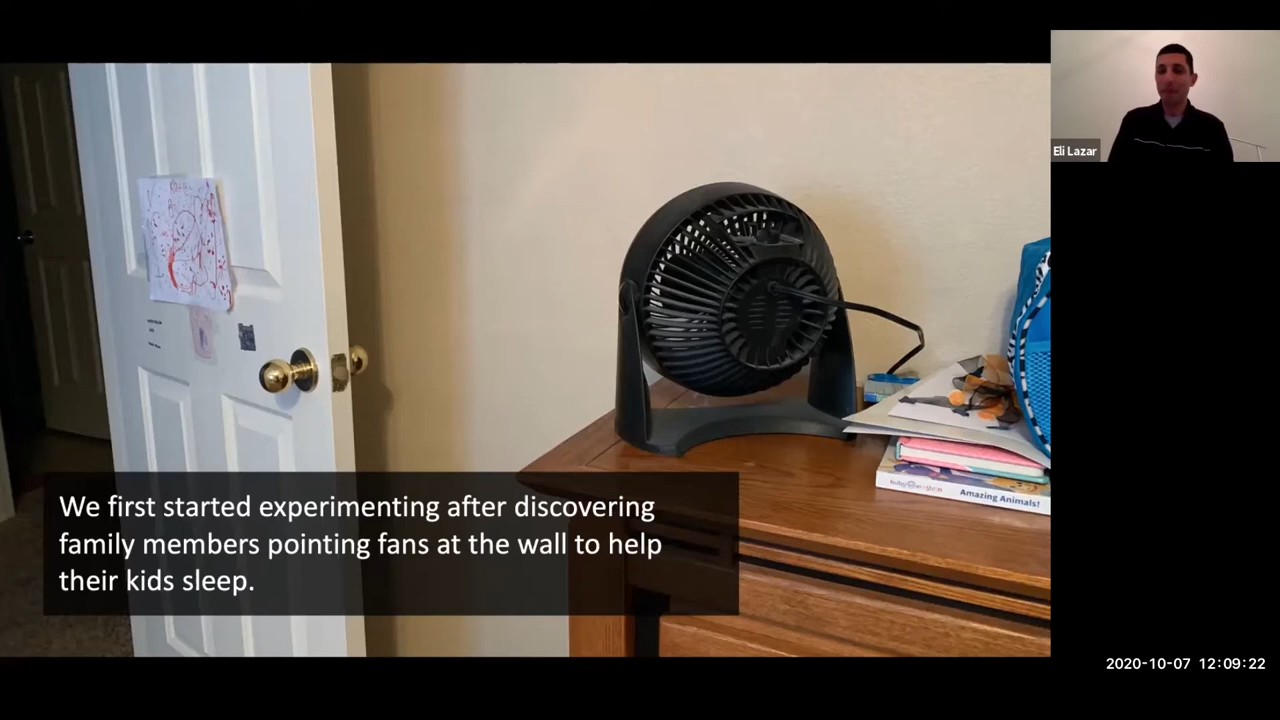 Eli Lazar
We first started experimenting after discovering
family members pointing fans at the wall to help
their kids sleep.
Amazing Animals!
2020-10-07 12:09:22